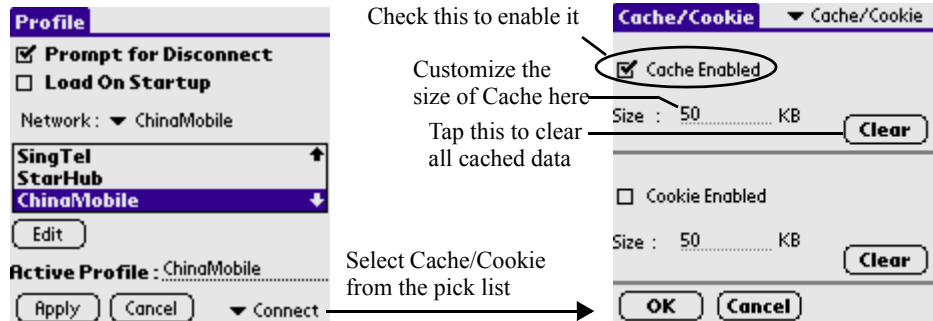 Profile
Prompt for Disconnect
Load On Startup
Network: ChinaMobile
SingTel
StarHub
ChinaMobile
Edit
Active Profile: ChinaMobile
Apply Cancel Connect
Check this to enable it
Customize the
size of Cache here
Tap this to clear
all cached data
Select Cache/Cookie
from the pick list
Cache/Cookie Cache/Cookie
Cache Enabled
Size : 50 KB
Clear
Cookie Enabled
Size : 50 KB
Clear
OK Cancel